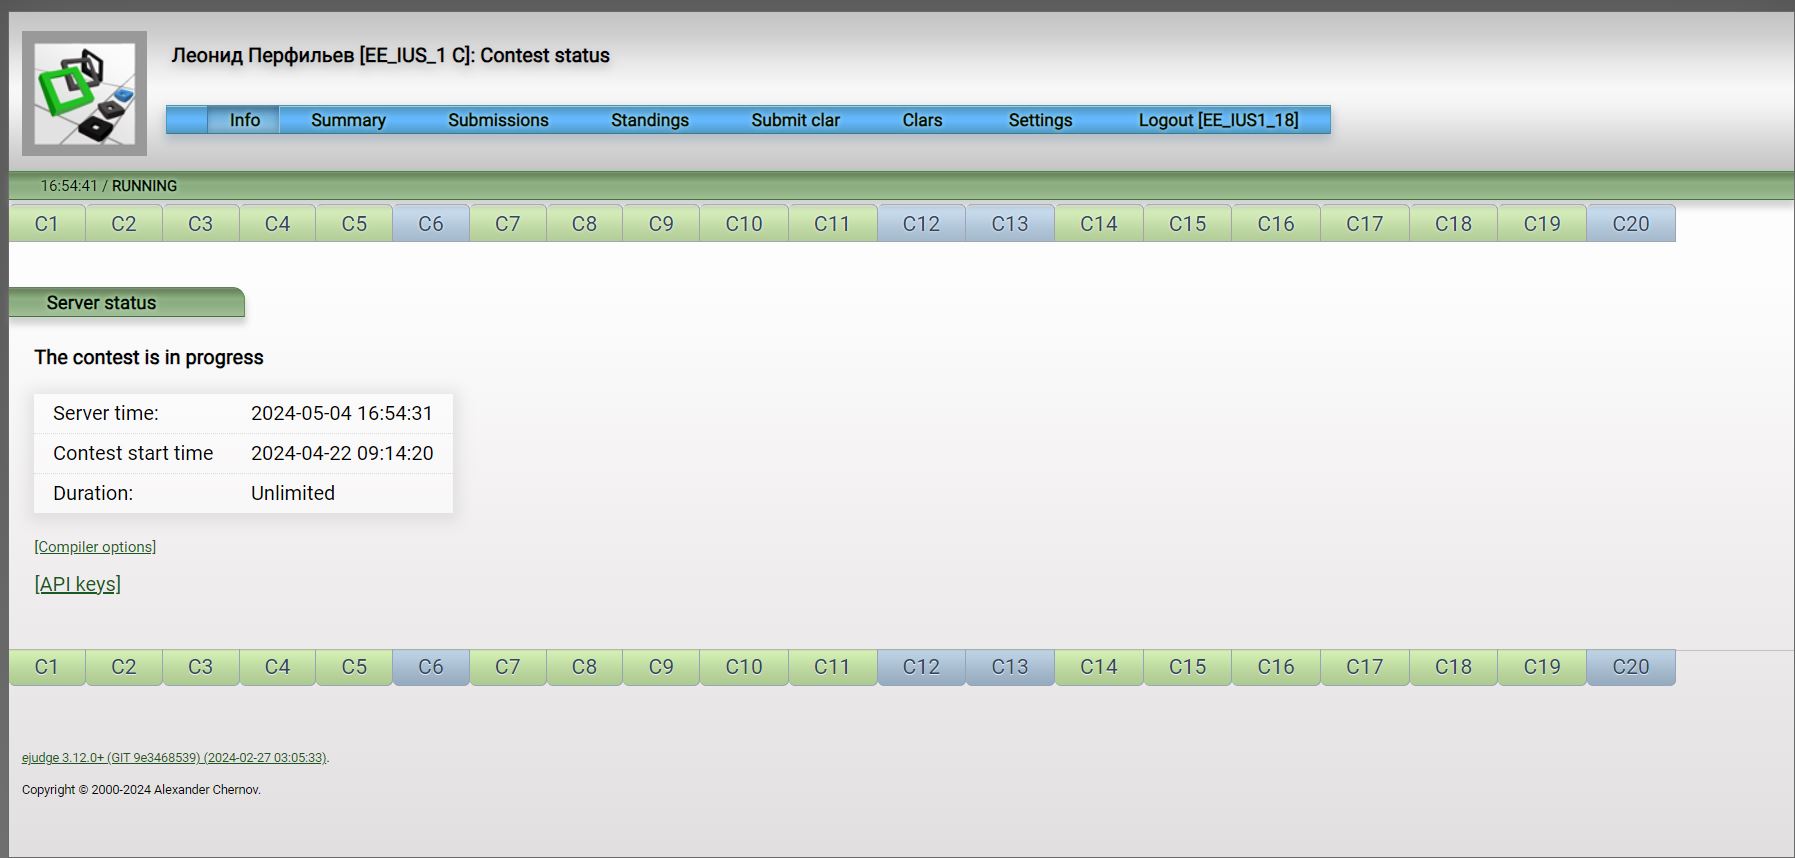 Леонид Перфильев [EE_IUS_1 C]: Contest status
Info Summary Submissions Standings Submit clar Clars Settings Logout [EE_IUS1_18]
16:54:41 / RUNNING
C1 C2 C3 C4 C5 C6 C7 C8 C9 C10 C11 C12 C13 C14 C15 C16 C17 C18 C19 C20
Server status
The contest is in progress
Server time: 2024-05-04 16:54:31
Contest start time 2024-04-22 09:14:20
Duration: Unlimited
[Compiler options]
[API keys]
C1 C2 C3 C4 C5 C6 C7 C8 C9 C10 C11 C12 C13 C14 C15 C16 C17 C18 C19 C20
ejudge 3.12.0+ (GIT 9e3468539) (2024-02-27 03:05:33).
Copyright © 2000-2024 Alexander Chernov.